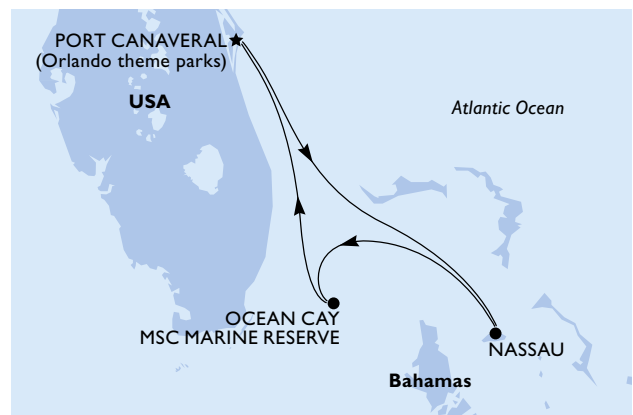 PORT CANAVERAL
(Orlando theme parks)
USA
Atlantic Ocean
OCEAN CAY
MSC MARINE RESERVE
NASSAU
Bahamas